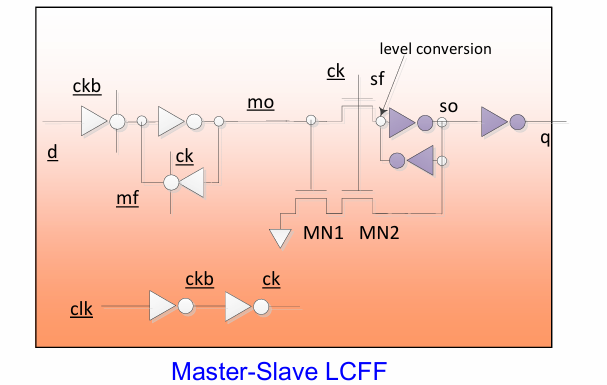 level conversion
ck
sf
ckb
mo
so
d
ck
q
mf
MN1 MN2
ckb ck
clk
Master-Slave LCFF